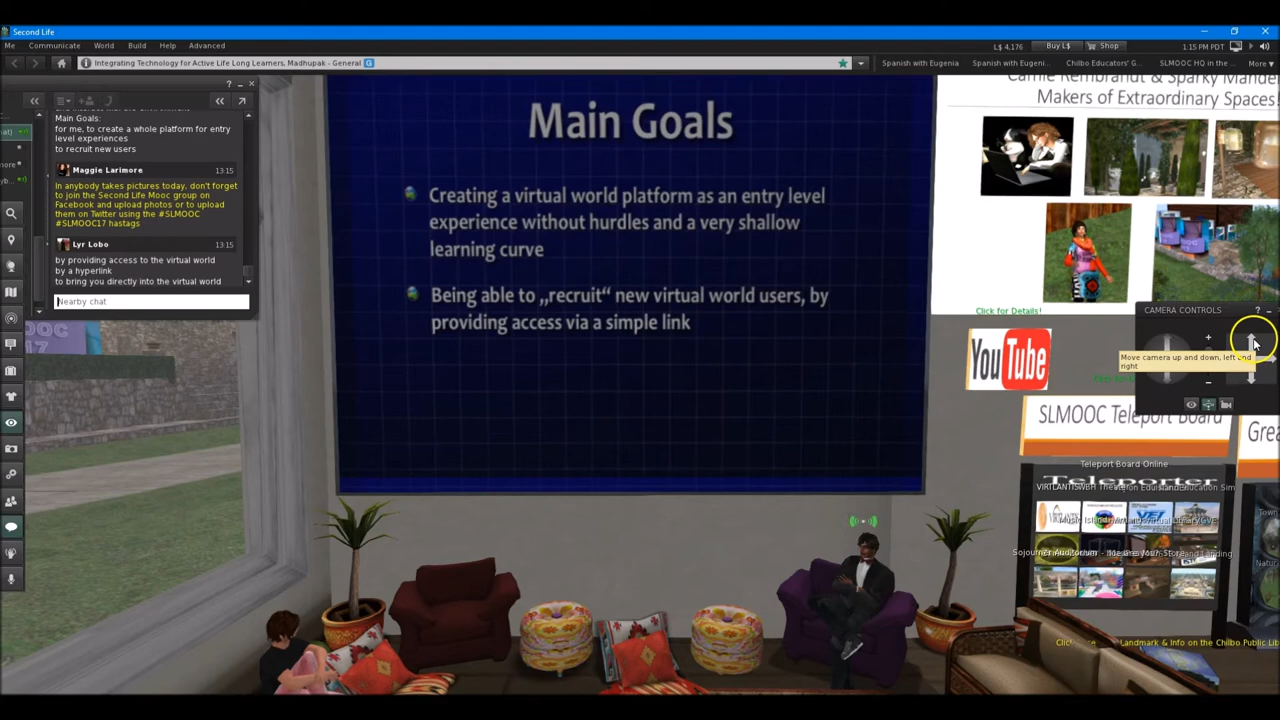 Second Life
Me Communicate World Build Help Advanced
L$ 4,176 Buy L$ Shop 1:15 PM PDT
Integrating Technology for Active Life Long Learners, Madhupak - General G
Spanish with Eugenia Spanish with Eugeni... Chilbo Educators' G... SLMOOC HQ in the ... More ▼
Main Goals:
for me, to create a whole platform for entry
level experiences
to recruit new users
Maggie Larimore 13:15
In anybody takes pictures today, don't forget
to join the Second Life Mooc group on
Facebook and upload photos or to upload
them on Twitter using the #SLMOOC
#SLMOOC17 hastags
Lyr Lobo 13:15
by providing access to the virtual world
by a hyperlink
to bring you directly into the virtual world
Nearby chat
Main Goals
Creating a virtual world platform as an entry level
experience without hurdles and a very shallow
learning curve
Being able to „recruit“ new virtual world users, by
providing access via a simple link
Carrie Rembrandt & Sparky Mandel
Makers of Extraordinary Spaces!
Click for Details!
CAMERA CONTROLS
Move camera up and down, left and
right
YouTube
SLMOOC Teleport Board
Grea
Teleport Board Online
Teleporter
Landmark & Info on the Chilbo Public Lib